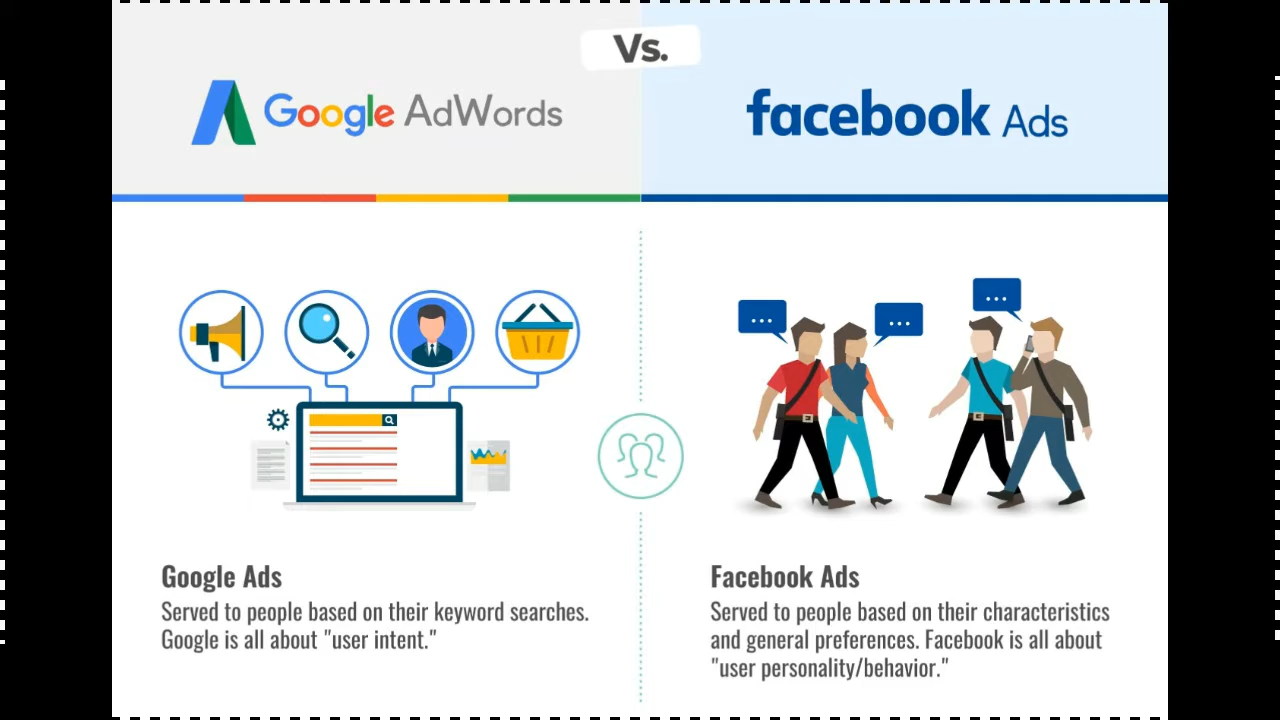 Vs.
Google AdWords
facebook Ads
Google Ads
Served to people based on their keyword searches.
Google is all about "user intent."
Facebook Ads
Served to people based on their characteristics
and general preferences. Facebook is all about
"user personality/behavior."